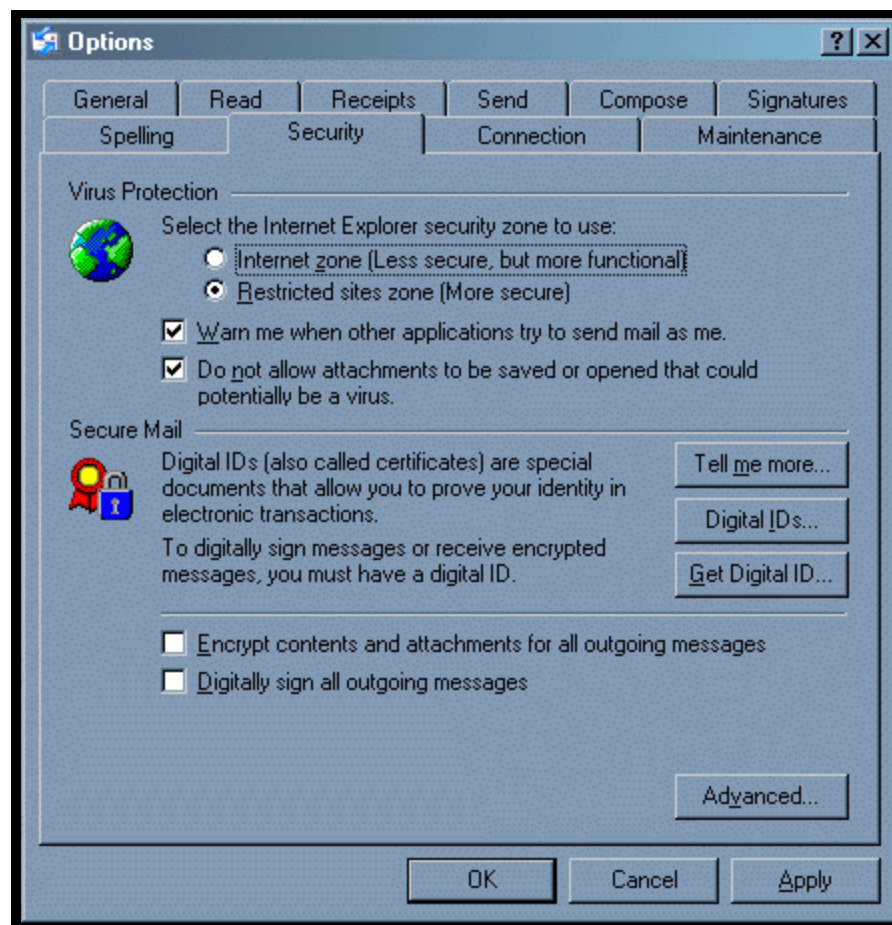 Options
General Read Receipts Send Compose Signatures
Spelling Security Connection Maintenance
Virus Protection
Select the Internet Explorer security zone to use:
Internet zone (Less secure, but more functional)
Restricted sites zone (More secure)
Warn me when other applications try to send mail as me.
Do not allow attachments to be saved or opened that could
potentially be a virus.
Secure Mail
Digital IDs (also called certificates) are special
documents that allow you to prove your identity in
electronic transactions.
Tell me more...
Digital IDs...
To digitally sign messages or receive encrypted
messages, you must have a digital ID.
Get Digital ID...
Encrypt contents and attachments for all outgoing messages
Digitally sign all outgoing messages
Advanced...
OK Cancel Apply